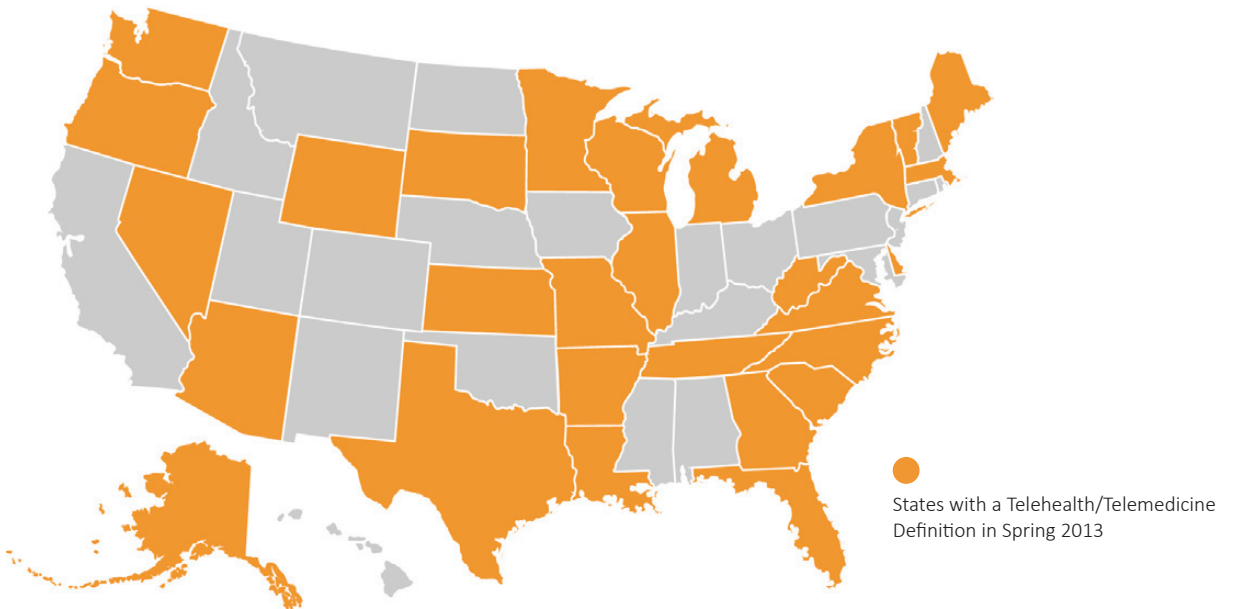 States with a Telehealth/Telemedicine
Definition in Spring 2013